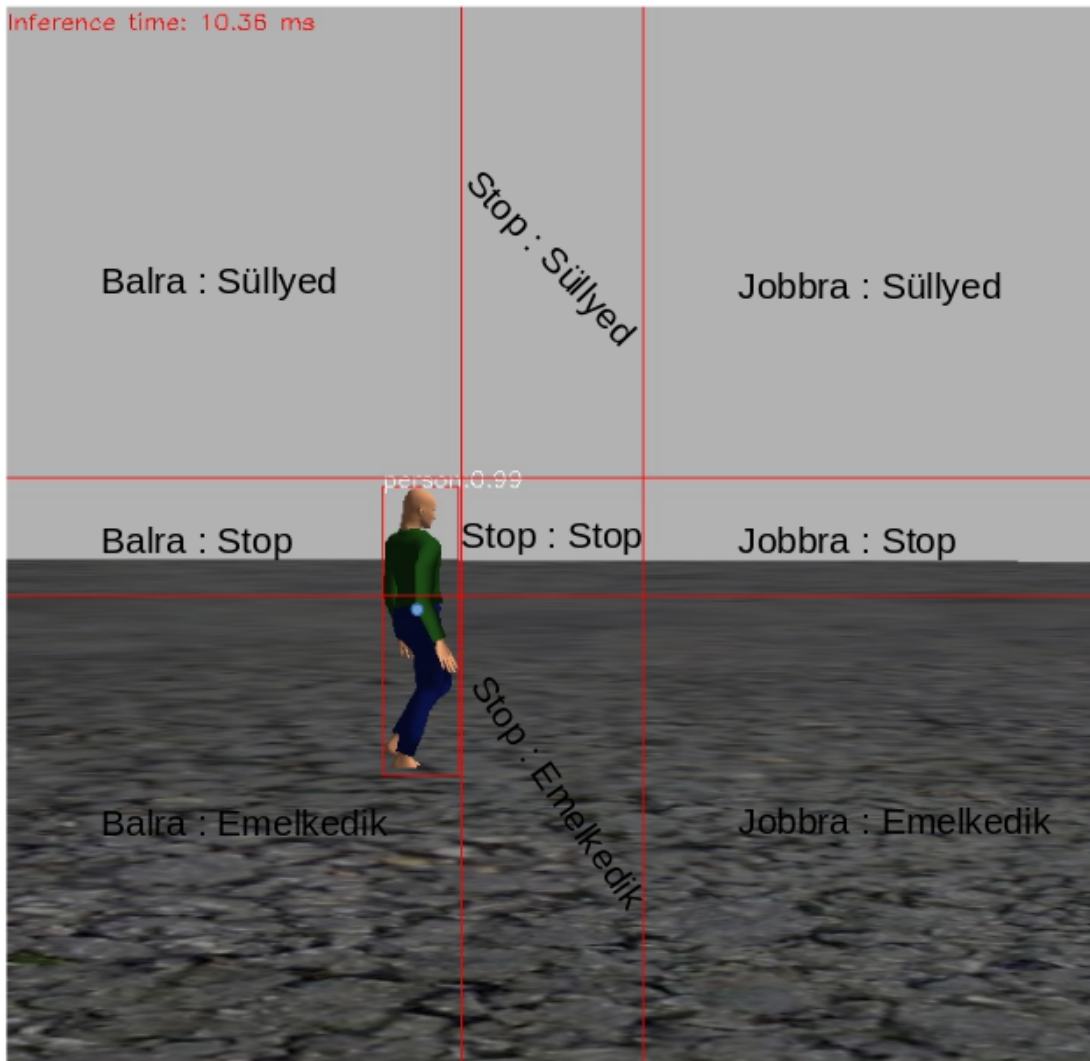 Inference time: 10.36 ms
Stop : Süllyed
Balra : Süllyed
Jobbra : Süllyed
person:0.99
Balra : Stop
Stop : Stop
Jobbra : Stop
Stop : Emelkedik
Balra : Emelkedik
Jobbra : Emelkedik